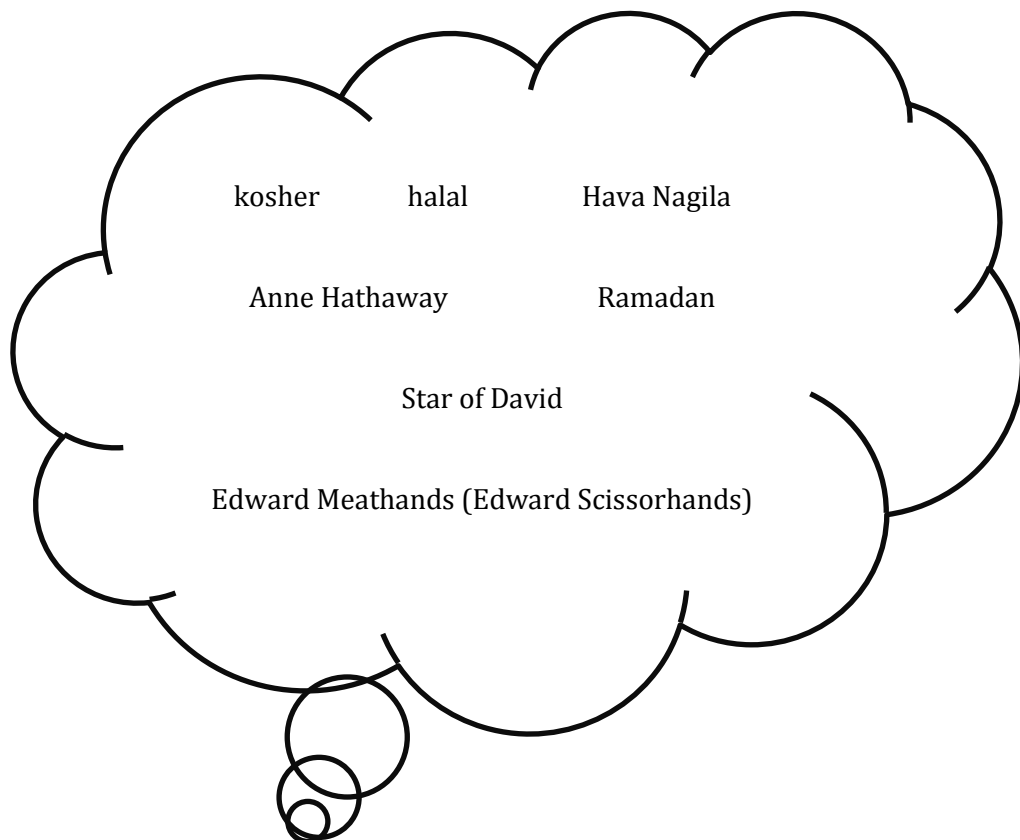 kosher halal Hava Nagila
Anne Hathaway Ramadan
Star of David
Edward Meathands (Edward Scissorhands)